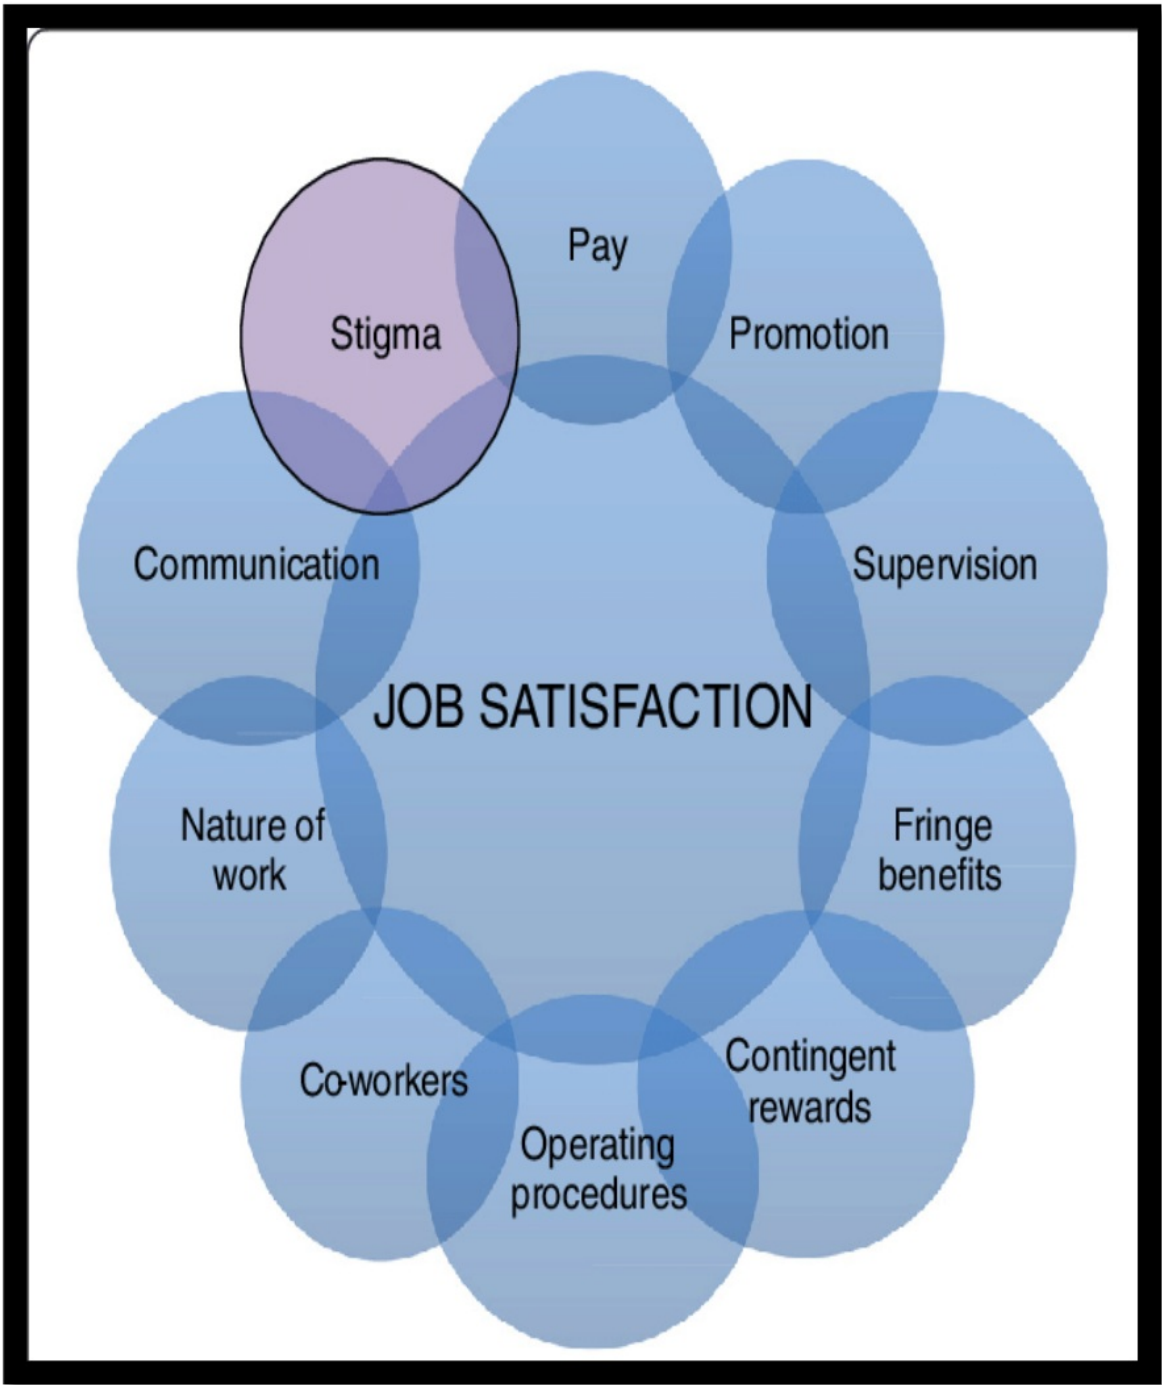 Pay
Stigma
Promotion
Communication
Supervision
JOB SATISFACTION
Nature of
work
Fringe
benefits
Co-workers
Contingent
rewards
Operating
procedures